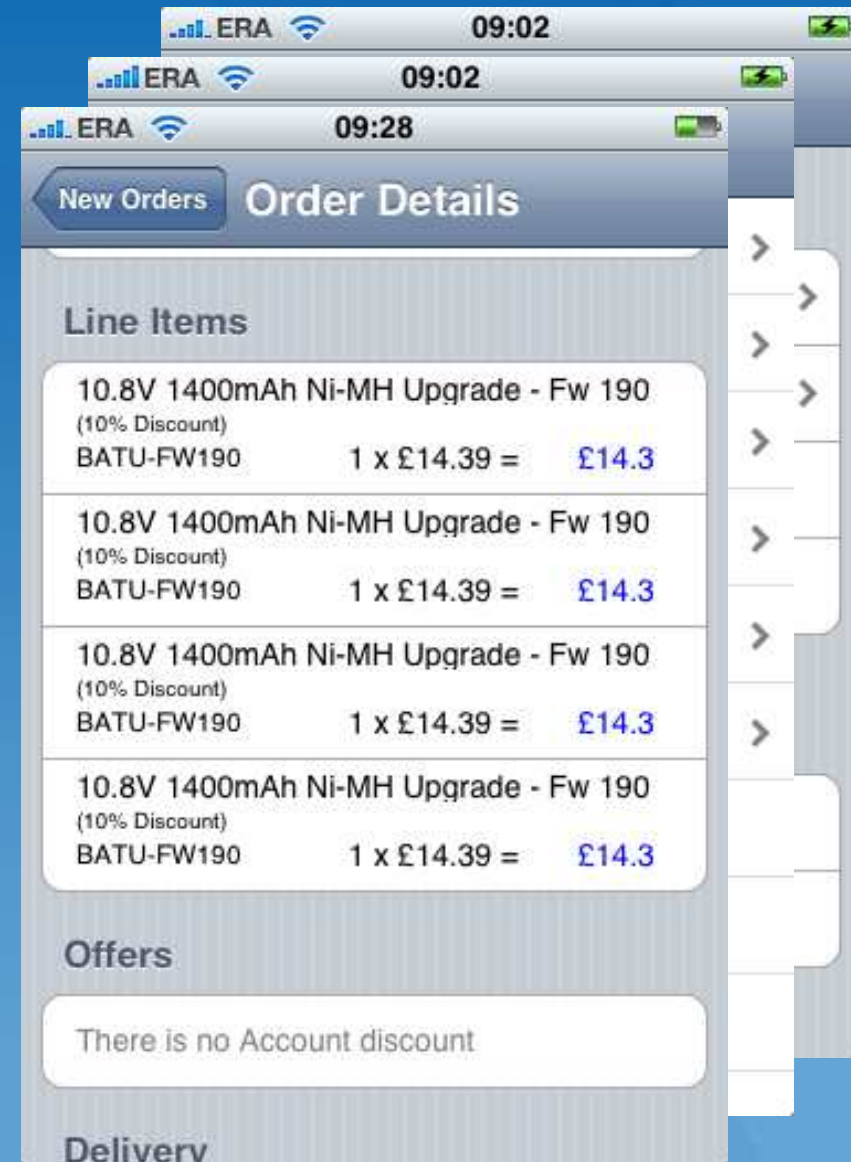 ERA 09:02
ERA 09:02
ERA 09:28
New Orders Order Details
Line Items
10.8V 1400mAh Ni-MH Upgrade - Fw 190
(10% Discount)
BATU-FW190 1 x £14.39 = £14.3
10.8V 1400mAh Ni-MH Upgrade - Fw 190
(10% Discount)
BATU-FW190 1 x £14.39 = £14.3
10.8V 1400mAh Ni-MH Upgrade - Fw 190
(10% Discount)
BATU-FW190 1 x £14.39 = £14.3
10.8V 1400mAh Ni-MH Upgrade - Fw 190
(10% Discount)
BATU-FW190 1 x £14.39 = £14.3
Offers
There is no Account discount
Delivery